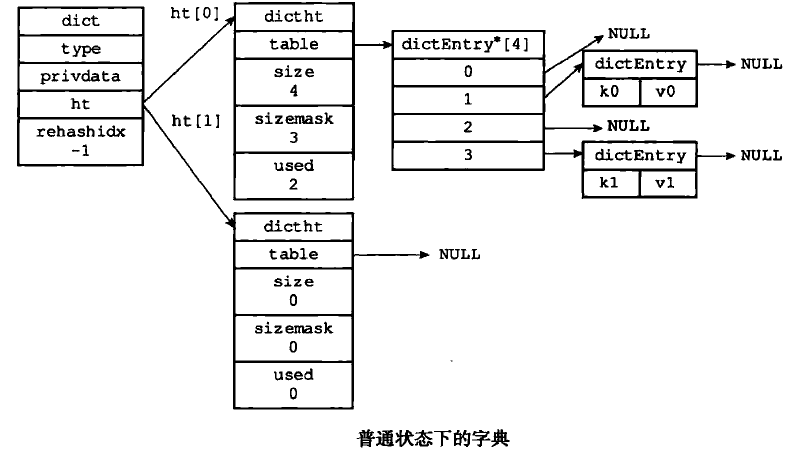 dict
type
privdata
ht
rehashidx
-1
ht[0]
ht[1]
dictht
table
size
4
sizemask
3
used
2
dictEntry*[4]
0
1
2
3
NULL
dictEntry
k0 v0
NULL
NULL
dictEntry
k1 v1
NULL
dictht
table
size
0
sizemask
0
used
0
NULL
普通状态下的字典